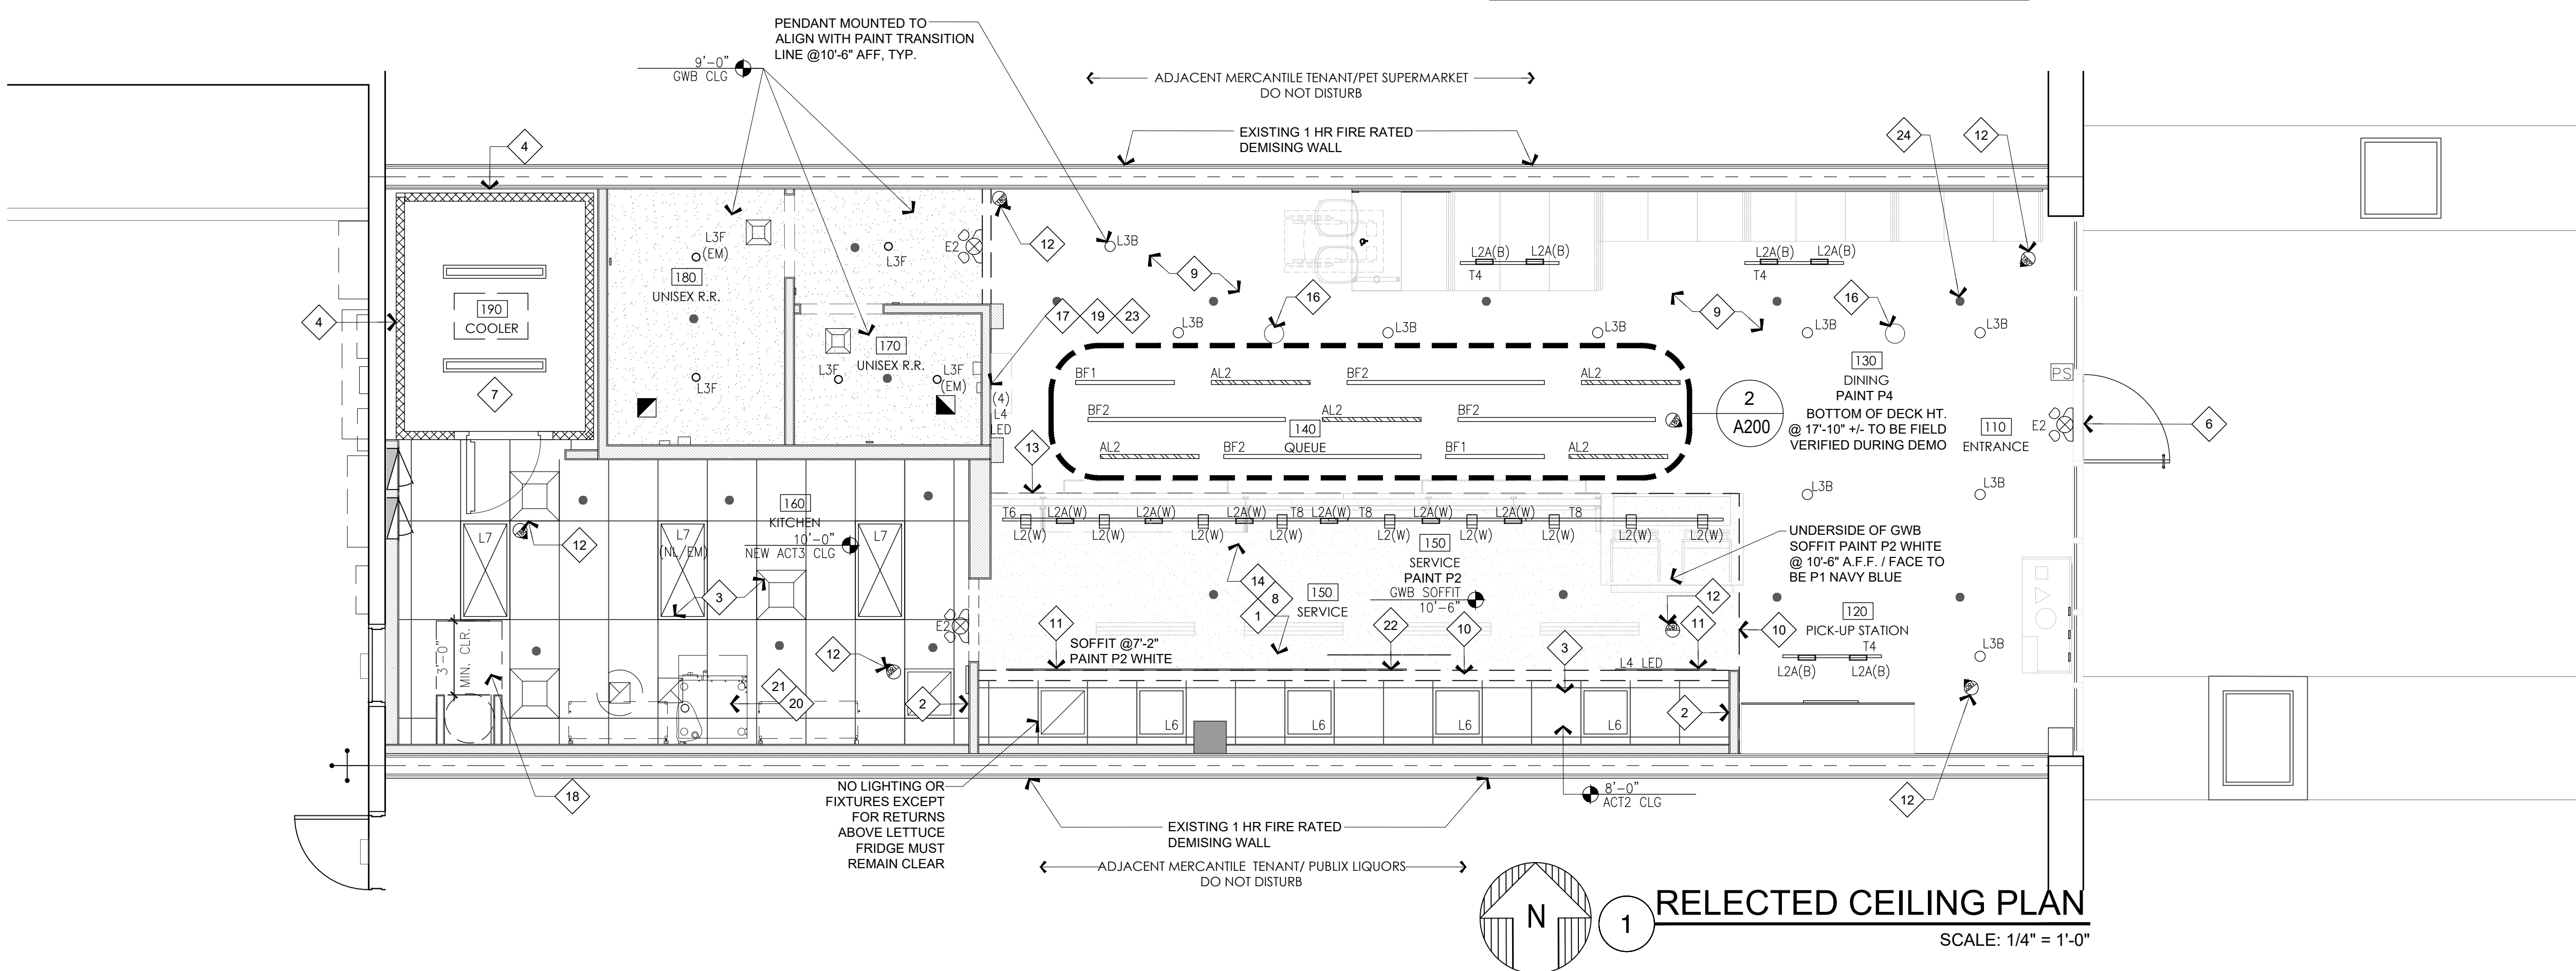 PENDANT MOUNTED TO
ALIGN WITH PAINT TRANSITION
LINE @10'-6" AFF, TYP.
9'-0"
GWB CLG
ADJACENT MERCANTILE TENANT/PET SUPERMARKET
DO NOT DISTURB
EXISTING 1 HR FIRE RATED
DEMISING WALL
4
24
12
4
190
COOLER
7
L3F
(EM)
180
UNISEX R.R.
L3F
L3F
E2
12
170
UNISEX R.R.
L3F
L3F
(EM)
L3B
9
16
L2A(B)
L2A(B)
T4
L2A(B)
L2A(B)
T4
9
16
17
19
23
L3B
L3B
L3B
L3B
L3B
(4)
L4
LED
BF1
AL2
BF2
AL2
BF2
AL2
BF2
140
QUEUE
AL2
BF2
BF1
AL2
2
A200
130
DINING
PAINT P4
BOTTOM OF DECK HT.
@ 17'-10" +/- TO BE FIELD
VERIFIED DURING DEMO
PS
110
ENTRANCE
E2
6
13
L3B
L3B
160
KITCHEN
10'-0"
NEW ACT3 CLG
L7
L7
(NL/EM)
L7
12
3
T6
L2A(W)
L2A(W)
L2A(W)
T8
L2A(W)
T8
L2A(W)
L2A(W)
T8
L2(W)
L2(W)
L2(W)
L2(W)
L2(W)
L2(W)
L2(W)
L2(W)
L2(W)
150
SERVICE
PAINT P2
GWB SOFFIT
10'-6"
14
8
1
150
SERVICE
UNDERSIDE OF GWB
SOFFIT PAINT P2 WHITE
@ 10'-6" A.F.F. / FACE TO
BE P1 NAVY BLUE
12
E2
11
SOFFIT @7'-2"
PAINT P2 WHITE
22
10
11
10
120
PICK-UP STATION
T4
L2A(B)
L2A(B)
L3B
3'-0"
MIN. CLR.
12
3
L4 LED
21
20
2
L6
L6
L6
L6
2
18
NO LIGHTING OR
FIXTURES EXCEPT
FOR RETURNS
ABOVE LETTUCE
FRIDGE MUST
REMAIN CLEAR
8'-0"
ACT2 CLG
12
EXISTING 1 HR FIRE RATED
DEMISING WALL
ADJACENT MERCANTILE TENANT/ PUBLIX LIQUORS
DO NOT DISTURB
N
1
RELECTED CEILING PLAN
SCALE: 1/4" = 1'-0"